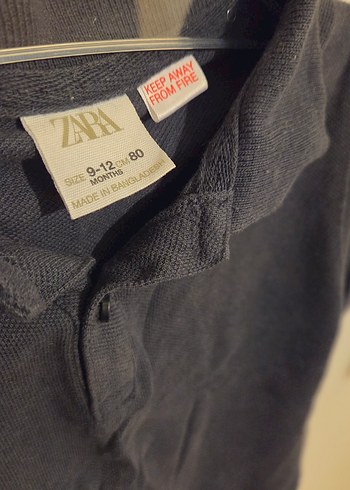 ZARA
SIZE 9-12 CM 80
MONTHS
MADE IN BANGLADESH
KEEP AWAY
FROM FIRE